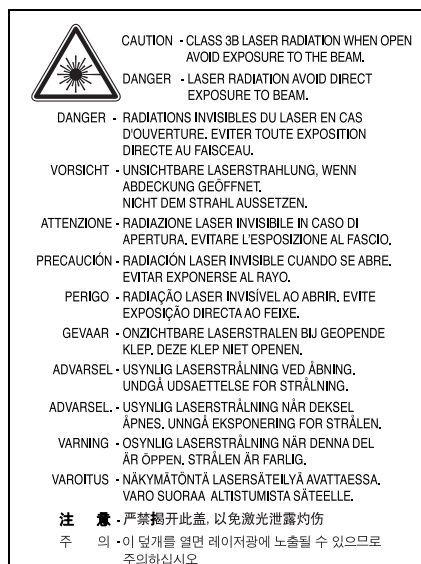 CAUTION - CLASS 3B LASER RADIATION WHEN OPEN
AVOID EXPOSURE TO THE BEAM.
DANGER - LASER RADIATION AVOID DIRECT
EXPOSURE TO BEAM.
DANGER - RADIATIONS INVISIBLES DU LASER EN CAS
D'OUVERTURE. EVITER TOUTE EXPOSITION
DIRECTE AU FAISCEAU.
VORSICHT - UNSICHTBARE LASERSTRAHLUNG, WENN
ABDECKUNG GEÖFFNET.
NICHT DEM STRAHL AUSSETZEN.
ATTENZIONE - RADIAZIONE LASER INVISIBILE IN CASO DI
APERTURA. EVITARE L'ESPOSIZIONE AL FASCIO.
PRECAUCIÓN - RADIACIÓN LASER INVISIBLE CUANDO SE ABRE.
EVITAR EXPONERSE AL RAYO.
PERIGO - RADIAÇÃO LASER INVISÍVEL AO ABRIR. EVITE
EXPOSIÇÃO DIRECTA AO FEIXE.
GEVAAR - ONZICHTBARE LASERSTRALEN BIJ GEOPENDE
KLEP. DEZE KLEP NIET OPENEN.
ADVARSEL - USYNLIG LASERSTRÅLNING VED ÅBNING.
UNDGÅ UDSAETTELSE FOR STRÅLNING.
ADVARSEL. - USYNLIG LASERSTRÅLNING NÅR DEKSEL
ÅPNES. UNNGÅ EKSPONERING FOR STRÅLEN.
VARNING - OSYNLIG LASERSTRÅLNING NÄR DENNA DEL
ÄR ÖPPEN. STRÅLEN ÄR FARLIG.
VAROITUS - NÄKYMÄTÖNTÄ LASERSÄTEILYÄ AVATTAESSA.
VARO SUORAA ALTISTUMISTA SÄTEELLE.
注 意 - 严禁揭开此盖, 以免激光泄露灼伤
주 의 - 이 덮개를 열면 레이저광에 노출될 수 있으므로
주의하십시오